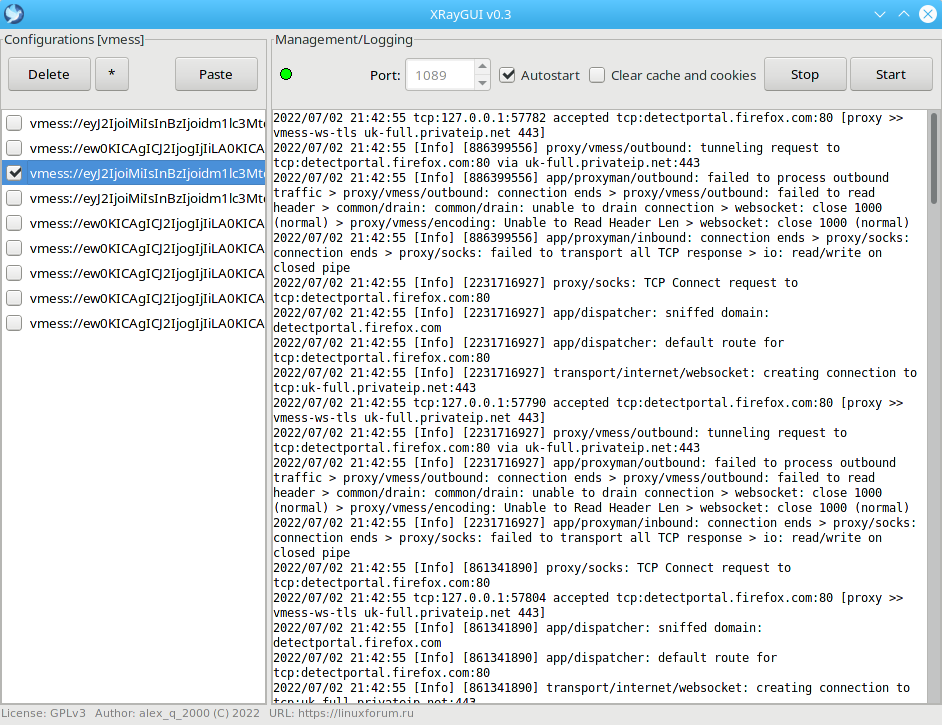 XRayGUI v0.3
Configurations [vmess]
Delete
*
Paste
vmess://eyJ2IjoiMiIsInBzIjoidm1lc3Mt
vmess://ew0KICAgICJ2IjogIjIiLA0KICA
vmess://eyJ2IjoiMiIsInBzIjoidm1lc3Mt
vmess://eyJ2IjoiMiIsInBzIjoidm1lc3Mt
vmess://ew0KICAgICJ2IjogIjIiLA0KICA
vmess://ew0KICAgICJ2IjogIjIiLA0KICA
vmess://ew0KICAgICJ2IjogIjIiLA0KICA
vmess://ew0KICAgICJ2IjogIjIiLA0KICA
vmess://ew0KICAgICJ2IjogIjIiLA0KICA
Management/Logging
Port:
1089
Autostart
Clear cache and cookies
Stop
Start
2022/07/02 21:42:55 tcp:127.0.0.1:57782 accepted tcp:detectportal.firefox.com:80 [proxy >>
vmess-ws-tls uk-full.privateip.net 443]
2022/07/02 21:42:55 [Info] [886399556] proxy/vmess/outbound: tunneling request to
tcp:detectportal.firefox.com:80 via uk-full.privateip.net:443
2022/07/02 21:42:55 [Info] [886399556] app/proxyman/outbound: failed to process outbound
traffic > proxy/vmess/outbound: connection ends > proxy/vmess/outbound: failed to read
header > common/drain: common/drain: unable to drain connection > websocket: close 1000
(normal) > proxy/vmess/encoding: Unable to Read Header Len > websocket: close 1000 (normal)
2022/07/02 21:42:55 [Info] [886399556] app/proxyman/inbound: connection ends > proxy/socks:
connection ends > proxy/socks: failed to transport all TCP response > io: read/write on
closed pipe
2022/07/02 21:42:55 [Info] [2231716927] proxy/socks: TCP Connect request to
tcp:detectportal.firefox.com:80
2022/07/02 21:42:55 [Info] [2231716927] app/dispatcher: sniffed domain:
detectportal.firefox.com
2022/07/02 21:42:55 [Info] [2231716927] app/dispatcher: default route for
tcp:detectportal.firefox.com:80
2022/07/02 21:42:55 [Info] [2231716927] transport/internet/websocket: creating connection to
tcp:uk-full.privateip.net:443
2022/07/02 21:42:55 tcp:127.0.0.1:57790 accepted tcp:detectportal.firefox.com:80 [proxy >>
vmess-ws-tls uk-full.privateip.net 443]
2022/07/02 21:42:55 [Info] [2231716927] proxy/vmess/outbound: tunneling request to
tcp:detectportal.firefox.com:80 via uk-full.privateip.net:443
2022/07/02 21:42:55 [Info] [2231716927] app/proxyman/outbound: failed to process outbound
traffic > proxy/vmess/outbound: connection ends > proxy/vmess/outbound: failed to read
header > common/drain: common/drain: unable to drain connection > websocket: close 1000
(normal) > proxy/vmess/encoding: Unable to Read Header Len > websocket: close 1000 (normal)
2022/07/02 21:42:55 [Info] [2231716927] app/proxyman/inbound: connection ends > proxy/socks:
connection ends > proxy/socks: failed to transport all TCP response > io: read/write on
closed pipe
2022/07/02 21:42:55 [Info] [861341890] proxy/socks: TCP Connect request to
tcp:detectportal.firefox.com:80
2022/07/02 21:42:55 tcp:127.0.0.1:57804 accepted tcp:detectportal.firefox.com:80 [proxy >>
vmess-ws-tls uk-full.privateip.net 443]
2022/07/02 21:42:55 [Info] [861341890] app/dispatcher: sniffed domain:
detectportal.firefox.com
2022/07/02 21:42:55 [Info] [861341890] app/dispatcher: default route for
tcp:detectportal.firefox.com:80
2022/07/02 21:42:55 [Info] [861341890] transport/internet/websocket: creating connection to
tcp:uk-full.privateip.net:443
License: GPLv3 Author: alex_q_2000 (C) 2022 URL: https://linuxforum.ru